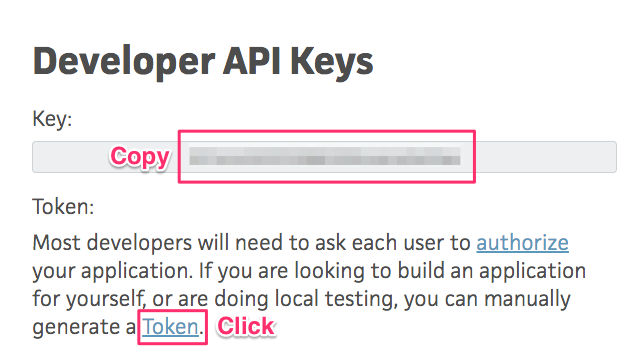 Developer API Keys
Key:
Copy
Token:
Most developers will need to ask each user to authorize
your application. If you are looking to build an application
for yourself, or are doing local testing, you can manually
generate a Token. Click